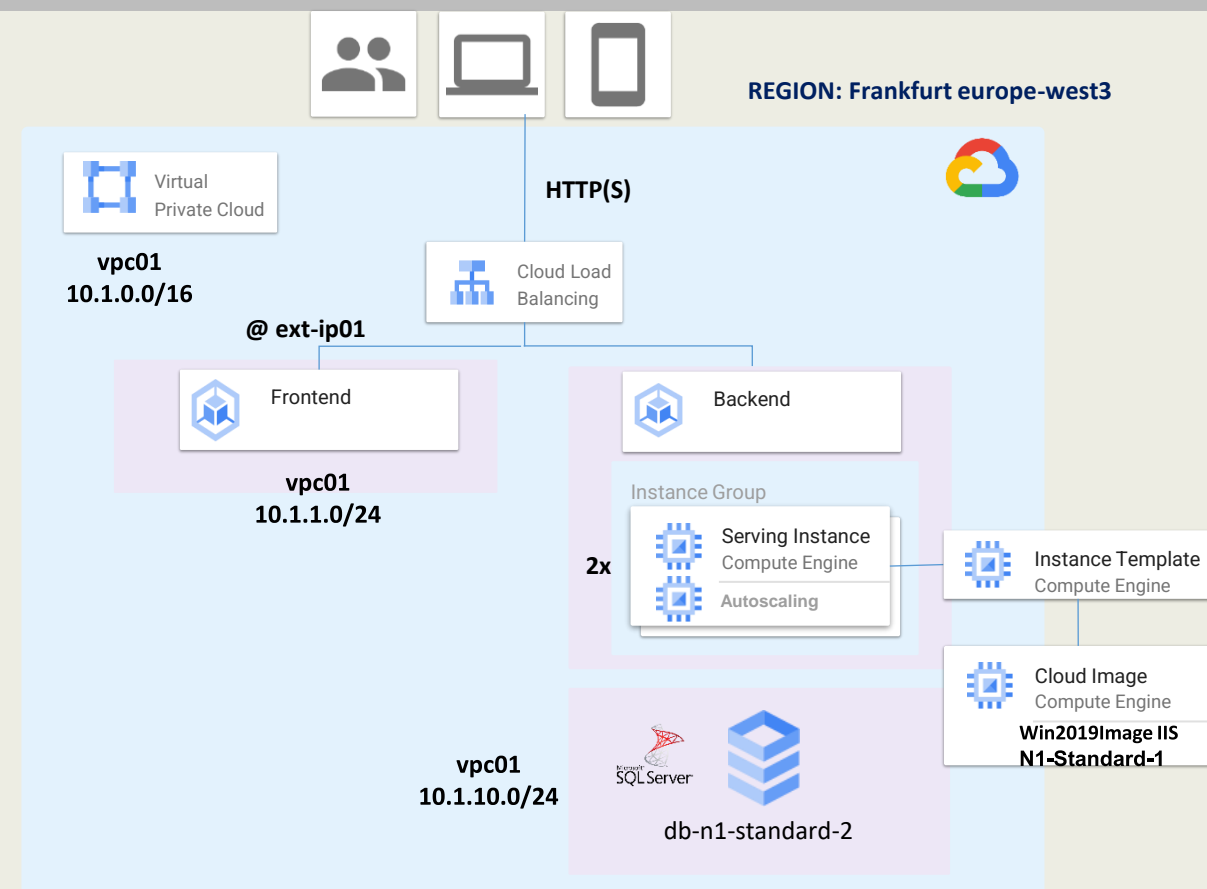 REGION: Frankfurt europe-west3
HTTP(S)
Virtual
Private Cloud
vpc01
10.1.0.0/16
Cloud Load
Balancing
@ ext-ip01
Frontend
vpc01
10.1.1.0/24
Backend
Instance Group
2x
Serving Instance
Compute Engine
Autoscaling
Instance Template
Compute Engine
Cloud Image
Compute Engine
Win2019Image IIS
N1-Standard-1
vpc01
10.1.10.0/24
Microsoft
SQL Server
db-n1-standard-2